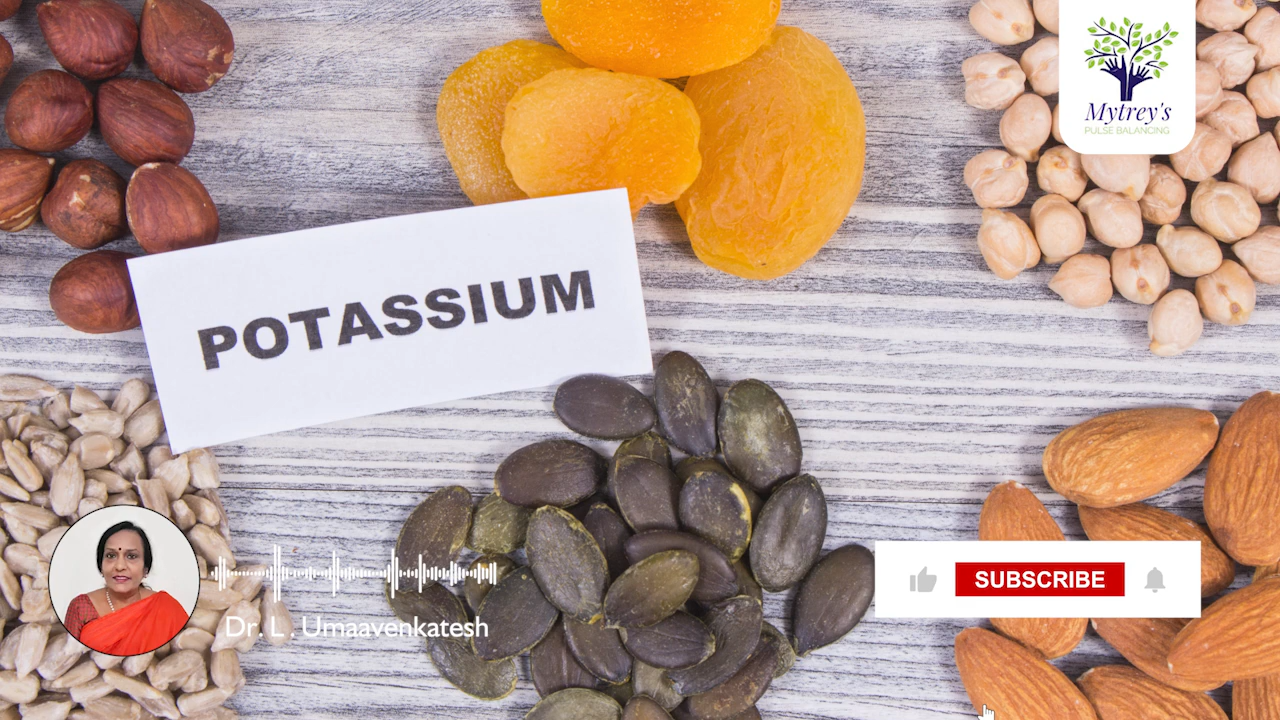 Mytrey's
PULSE BALANCING
POTASSIUM
Dr. L . Umaavenkatesh
SUBSCRIBE